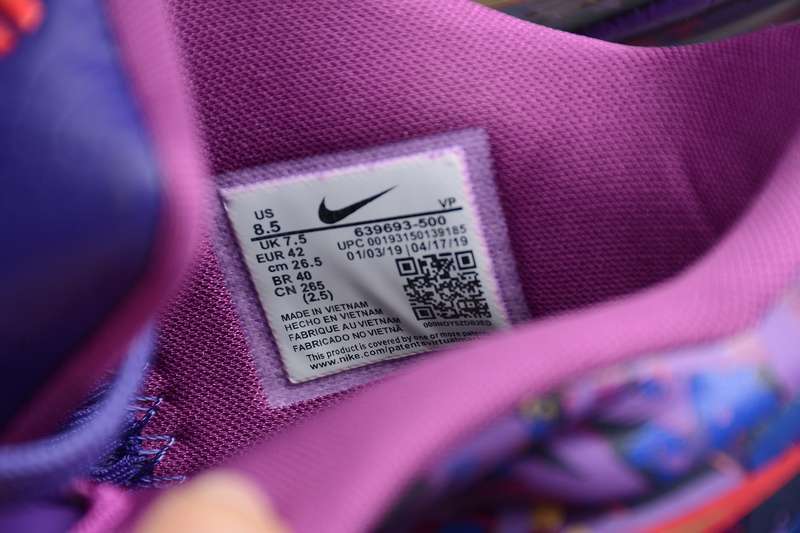 US
8.5
UK 7.5
EUR 42
cm 26.5
BR 40
CN 265
(2.5)
VP
639693-500
UPC 00193150139185
01/03/19 | 04/17/19
MADE IN VIETNAM
HECHO EN VIETNAM
FABRIQUE AU VIETNAM
FABRICADO NO VIETNÃ
This product is covered by one or more patents
www.nike.com/patents